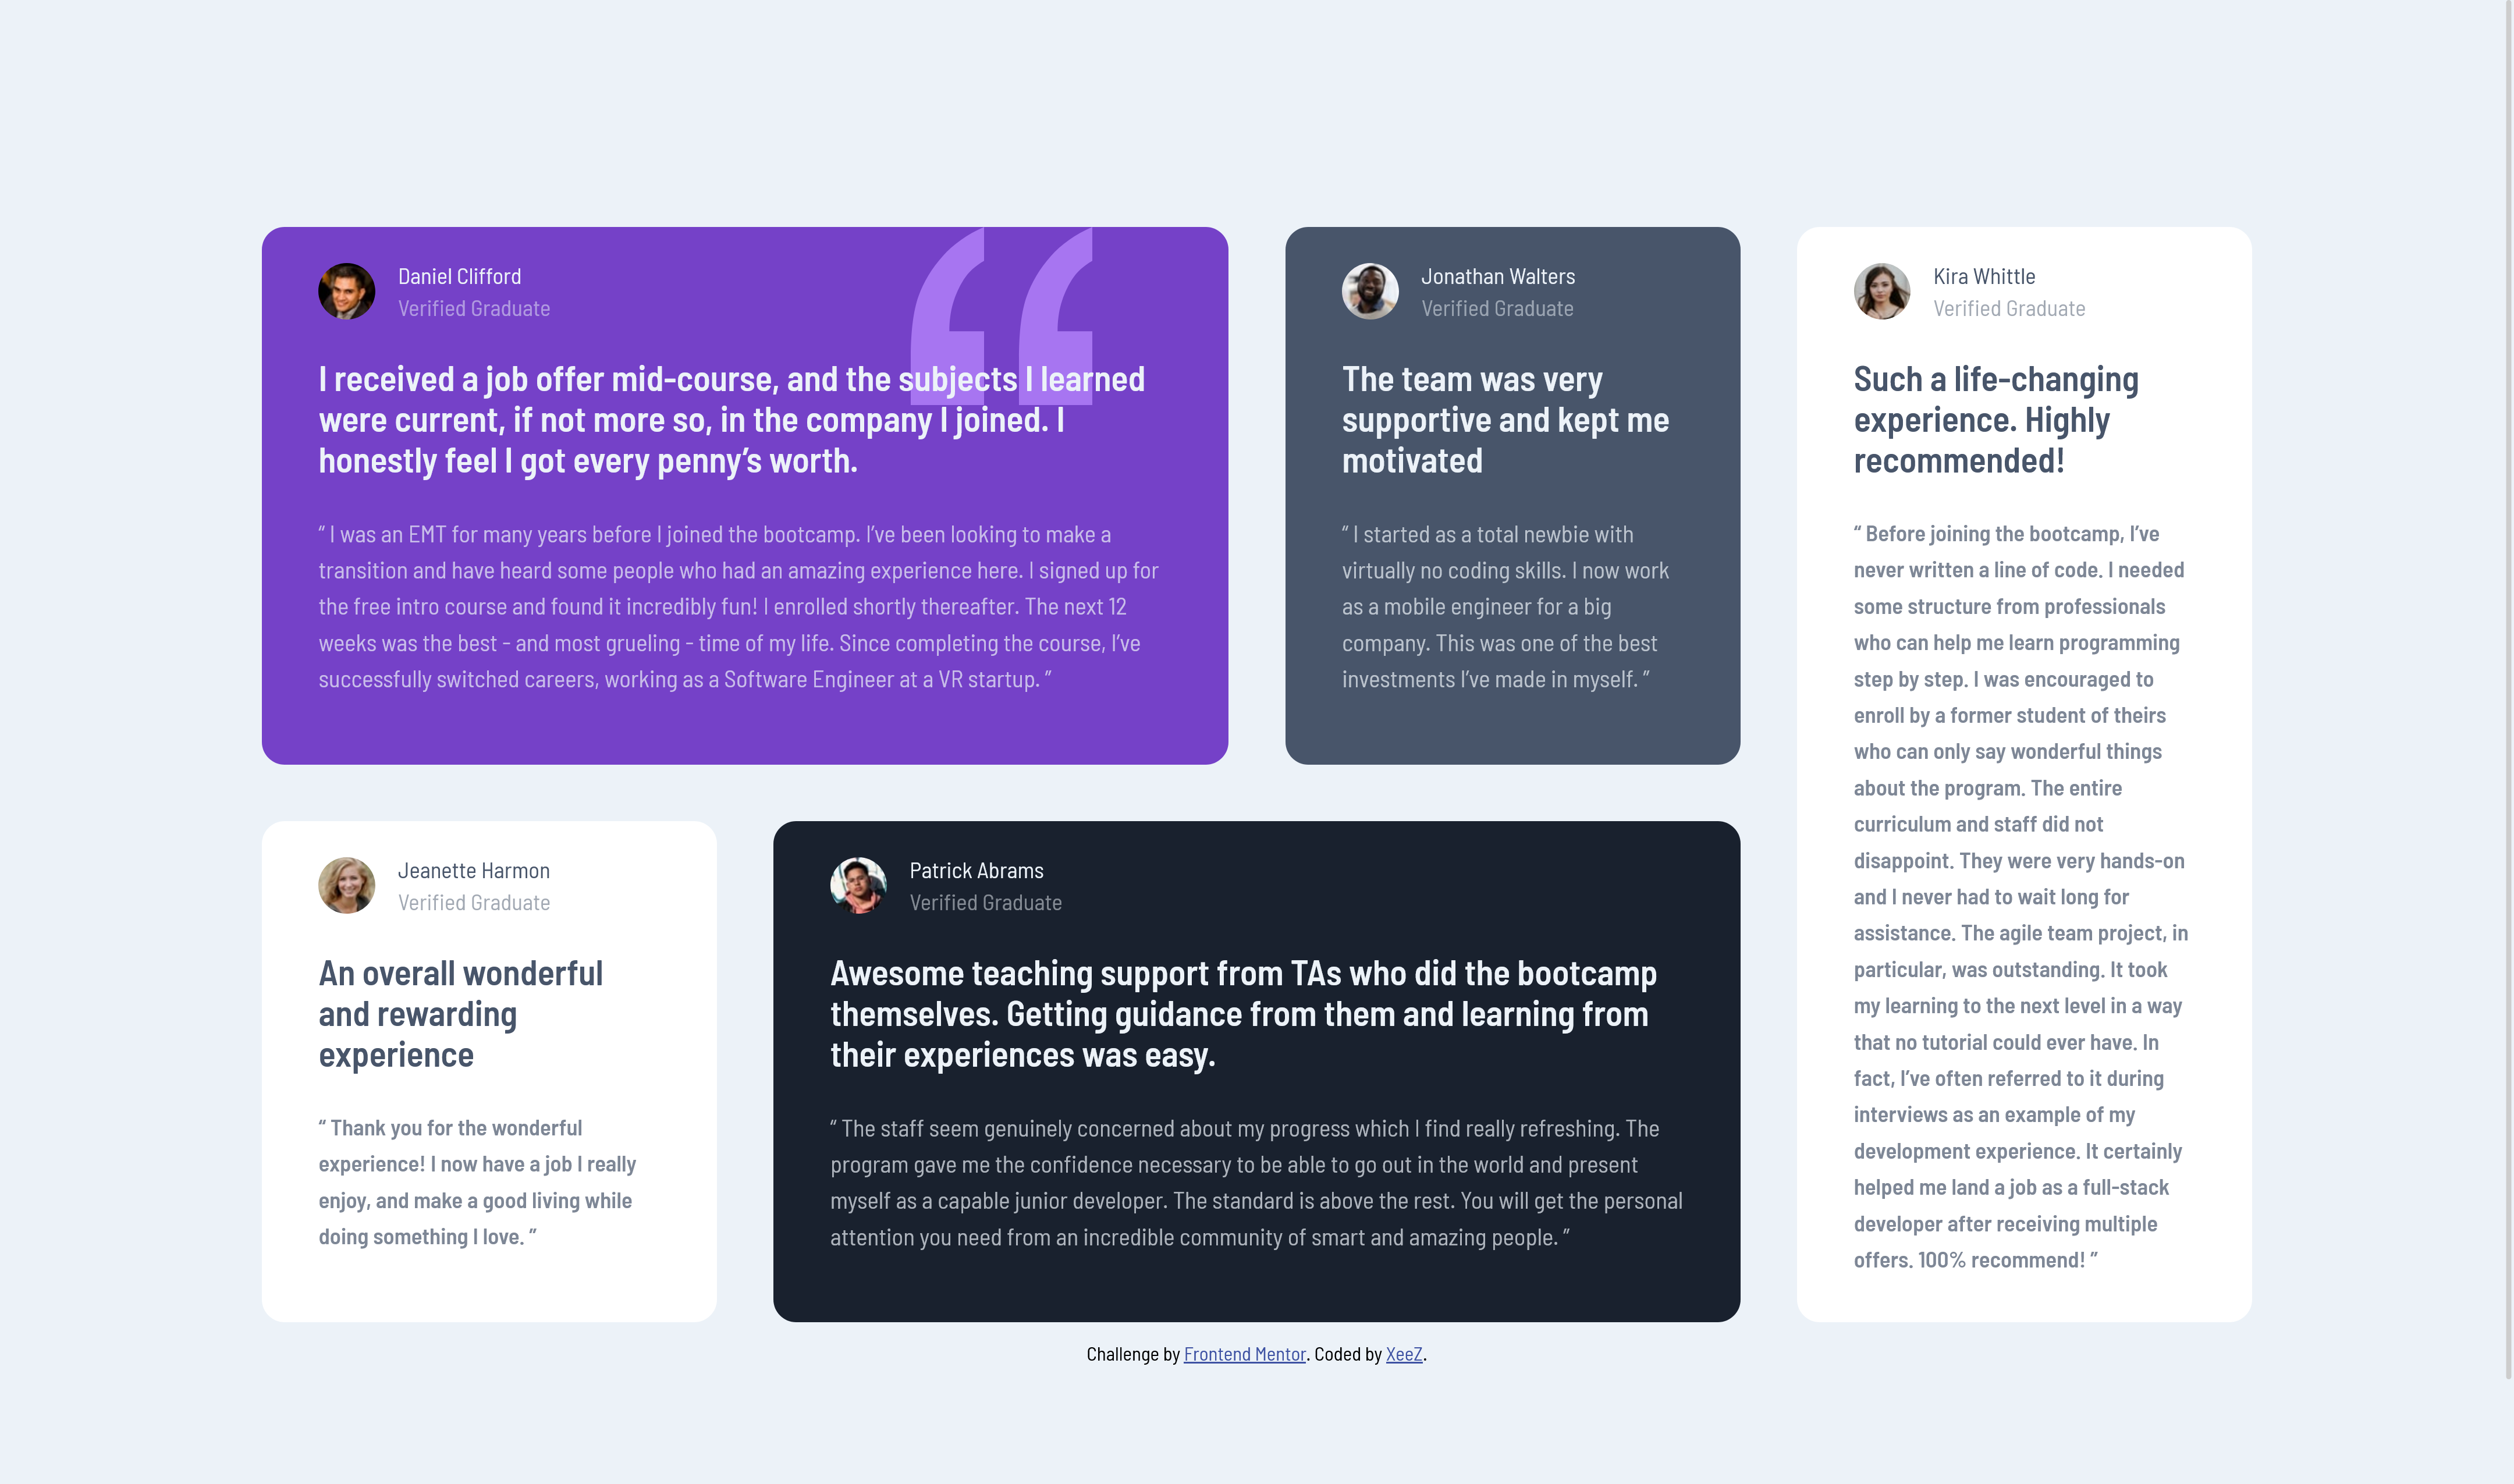 Daniel Clifford
Verified Graduate
I received a job offer mid-course, and the subjects I learned
were current, if not more so, in the company I joined. I
honestly feel I got every penny’s worth.
“ I was an EMT for many years before I joined the bootcamp. I’ve been looking to make a
transition and have heard some people who had an amazing experience here. I signed up for
the free intro course and found it incredibly fun! I enrolled shortly thereafter. The next 12
weeks was the best - and most grueling - time of my life. Since completing the course, I’ve
successfully switched careers, working as a Software Engineer at a VR startup. ”
Jonathan Walters
Verified Graduate
The team was very
supportive and kept me
motivated
“ I started as a total newbie with
virtually no coding skills. I now work
as a mobile engineer for a big
company. This was one of the best
investments I’ve made in myself. ”
Kira Whittle
Verified Graduate
Such a life-changing
experience. Highly
recommended!
“ Before joining the bootcamp, I’ve
never written a line of code. I needed
some structure from professionals
who can help me learn programming
step by step. I was encouraged to
enroll by a former student of theirs
who can only say wonderful things
about the program. The entire
curriculum and staff did not
disappoint. They were very hands-on
and I never had to wait long for
assistance. The agile team project, in
particular, was outstanding. It took
my learning to the next level in a way
that no tutorial could ever have. In
fact, I’ve often referred to it during
interviews as an example of my
development experience. It certainly
helped me land a job as a full-stack
developer after receiving multiple
offers. 100% recommend! ”
Jeanette Harmon
Verified Graduate
An overall wonderful
and rewarding
experience
“ Thank you for the wonderful
experience! I now have a job I really
enjoy, and make a good living while
doing something I love. ”
Patrick Abrams
Verified Graduate
Awesome teaching support from TAs who did the bootcamp
themselves. Getting guidance from them and learning from
their experiences was easy.
“ The staff seem genuinely concerned about my progress which I find really refreshing. The
program gave me the confidence necessary to be able to go out in the world and present
myself as a capable junior developer. The standard is above the rest. You will get the personal
attention you need from an incredible community of smart and amazing people. ”
Challenge by Frontend Mentor. Coded by XeeZ.